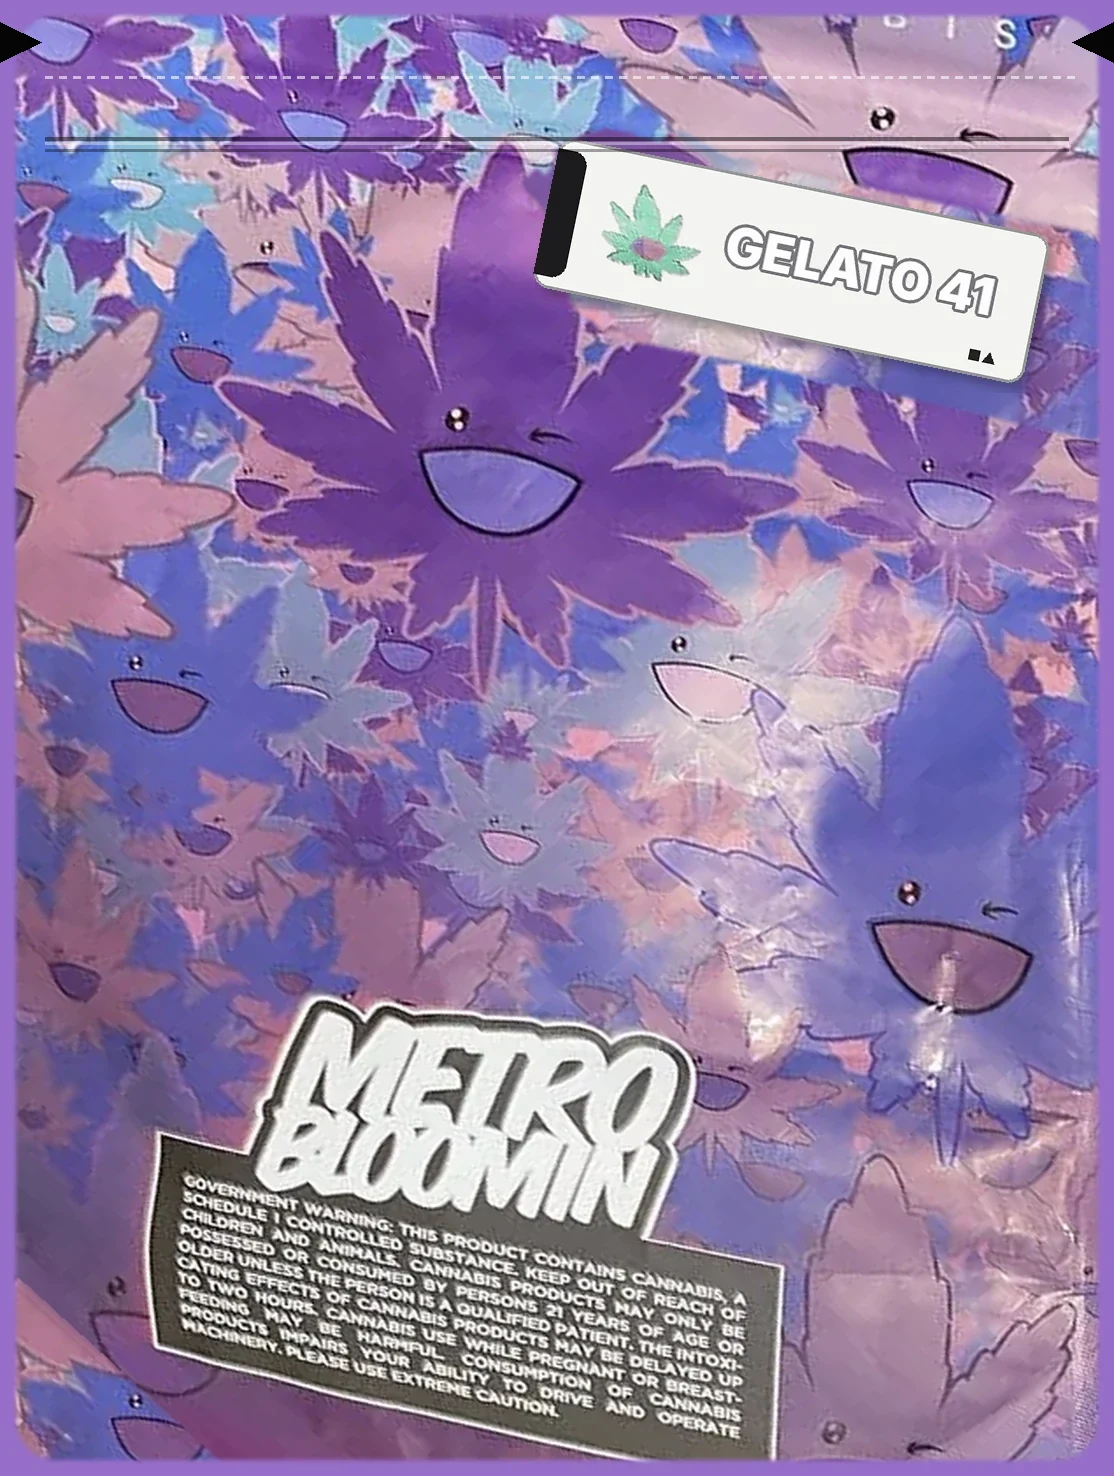 B I S
GELATO 41
METRO
BLOOMIN
GOVERNMENT WARNING: THIS PRODUCT CONTAINS CANNABIS, A
SCHEDULE I CONTROLLED SUBSTANCE. KEEP OUT OF REACH OF
CHILDREN AND ANIMALS. CANNABIS PRODUCTS MAY ONLY BE
POSSESSED OR CONSUMED BY PERSONS 21 YEARS OF AGE OR
OLDER UNLESS THE PERSON IS A QUALIFIED PATIENT. THE INTOXI-
CATING EFFECTS OF CANNABIS PRODUCTS MAY BE DELAYED UP
TO TWO HOURS. CANNABIS USE WHILE PREGNANT OR BREAST-
FEEDING MAY BE HARMFUL. CONSUMPTION OF CANNABIS
PRODUCTS IMPAIRS YOUR ABILITY TO DRIVE AND OPERATE
MACHINERY. PLEASE USE EXTREME CAUTION.